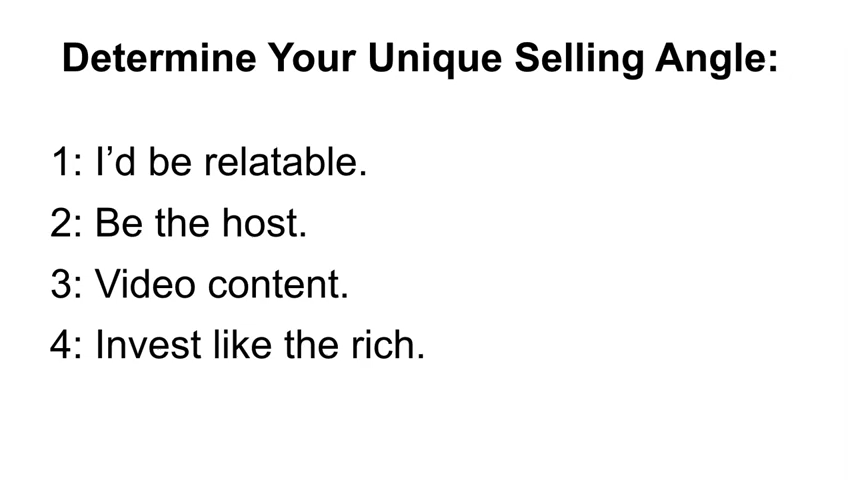 Determine Your Unique Selling Angle:
1: I’d be relatable.
2: Be the host.
3: Video content.
4: Invest like the rich.